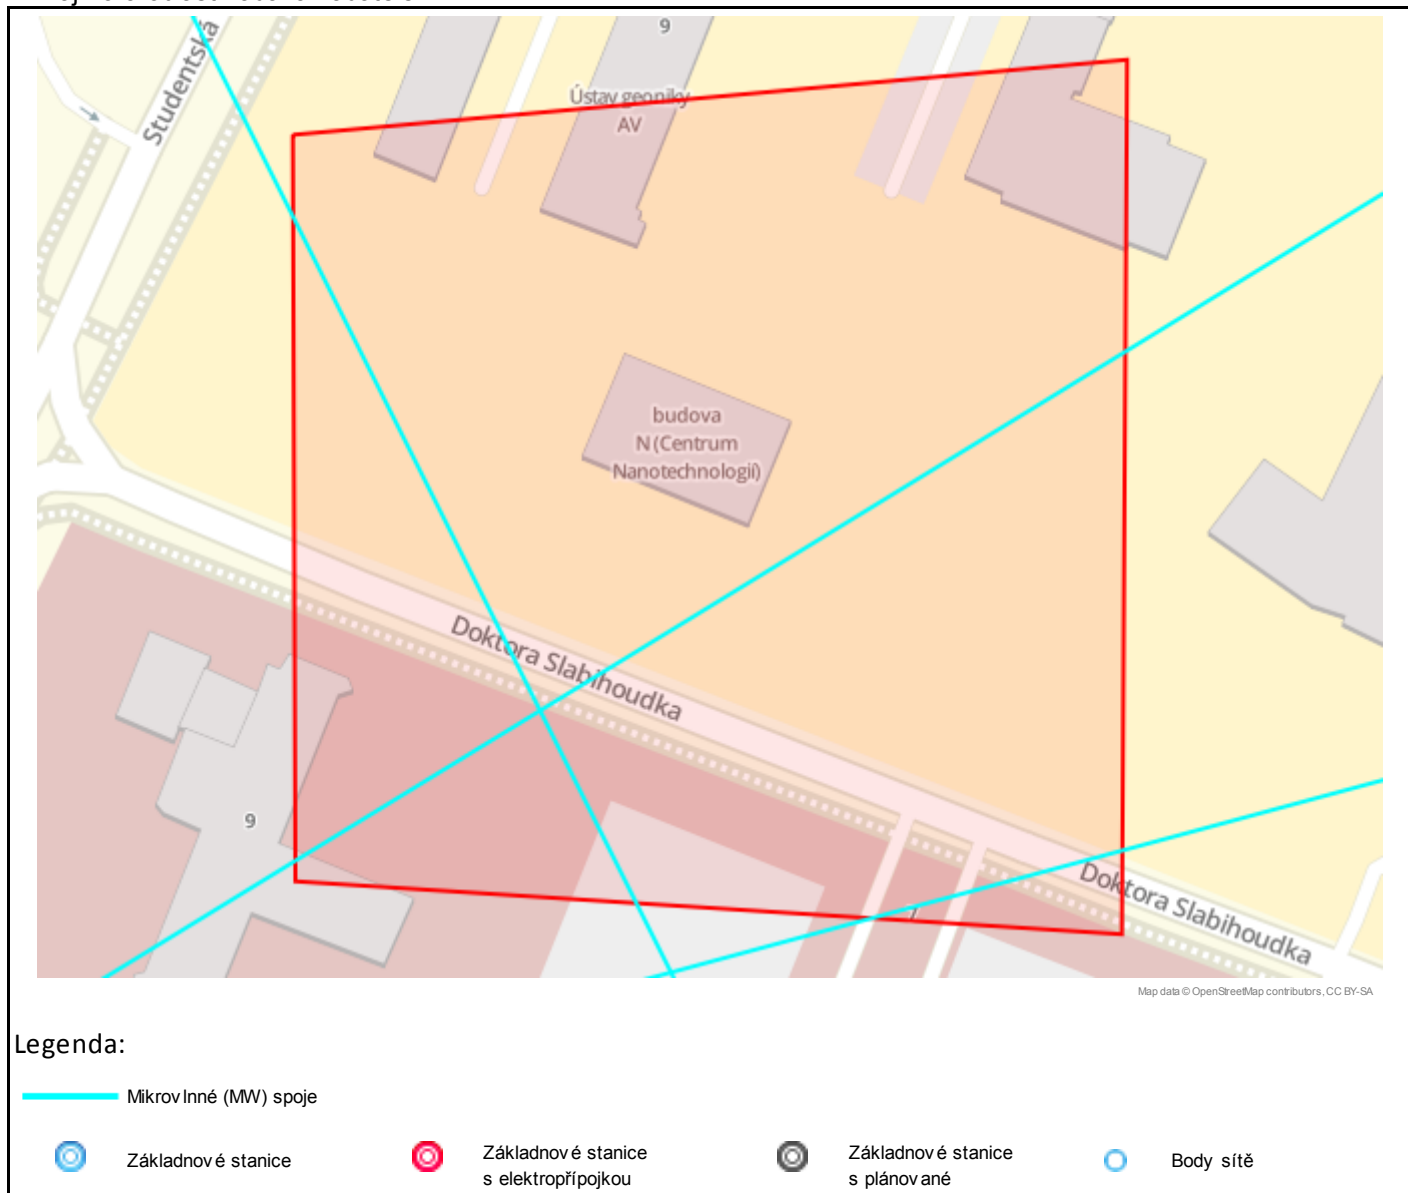 9
Studentská
Ústav geoniky
AV
budova
N (Centrum
Nanotechnologií)
Doktora Slabihoudka
9
7
Doktora Slabihoudka
Map data © OpenStreetMap contributors, CC BY-SA
Legenda:
Mikrovlnné (MW) spoje
Základnové stanice
Základnové stanice
s elektropřípojkou
Základnové stanice
s plánované
Body sítě